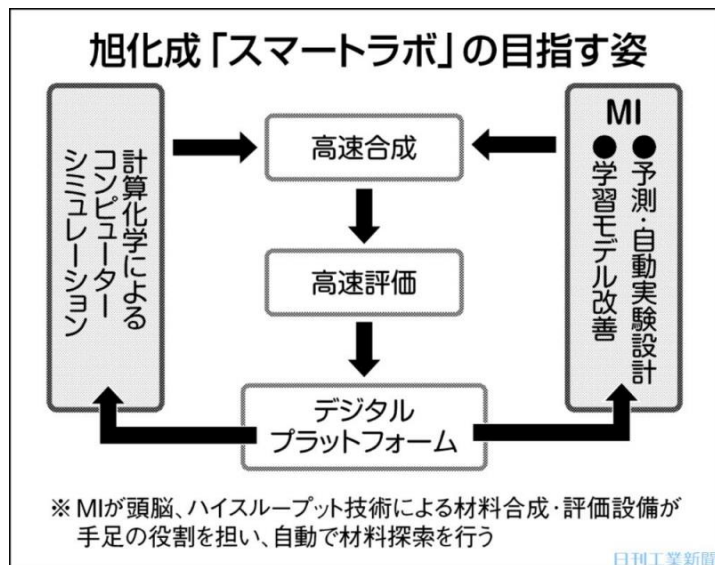 旭化成「スマートラボ」の目指す姿
計算化学による
コンピューター
シミュレーション
高速合成
高速評価
デジタル
プラットフォーム
MI
●予測・自動実験設計
●学習モデル改善
※MIが頭脳、ハイスループット技術による材料合成・評価設備が
手足の役割を担い、自動で材料探索を行う
日刊工業新聞